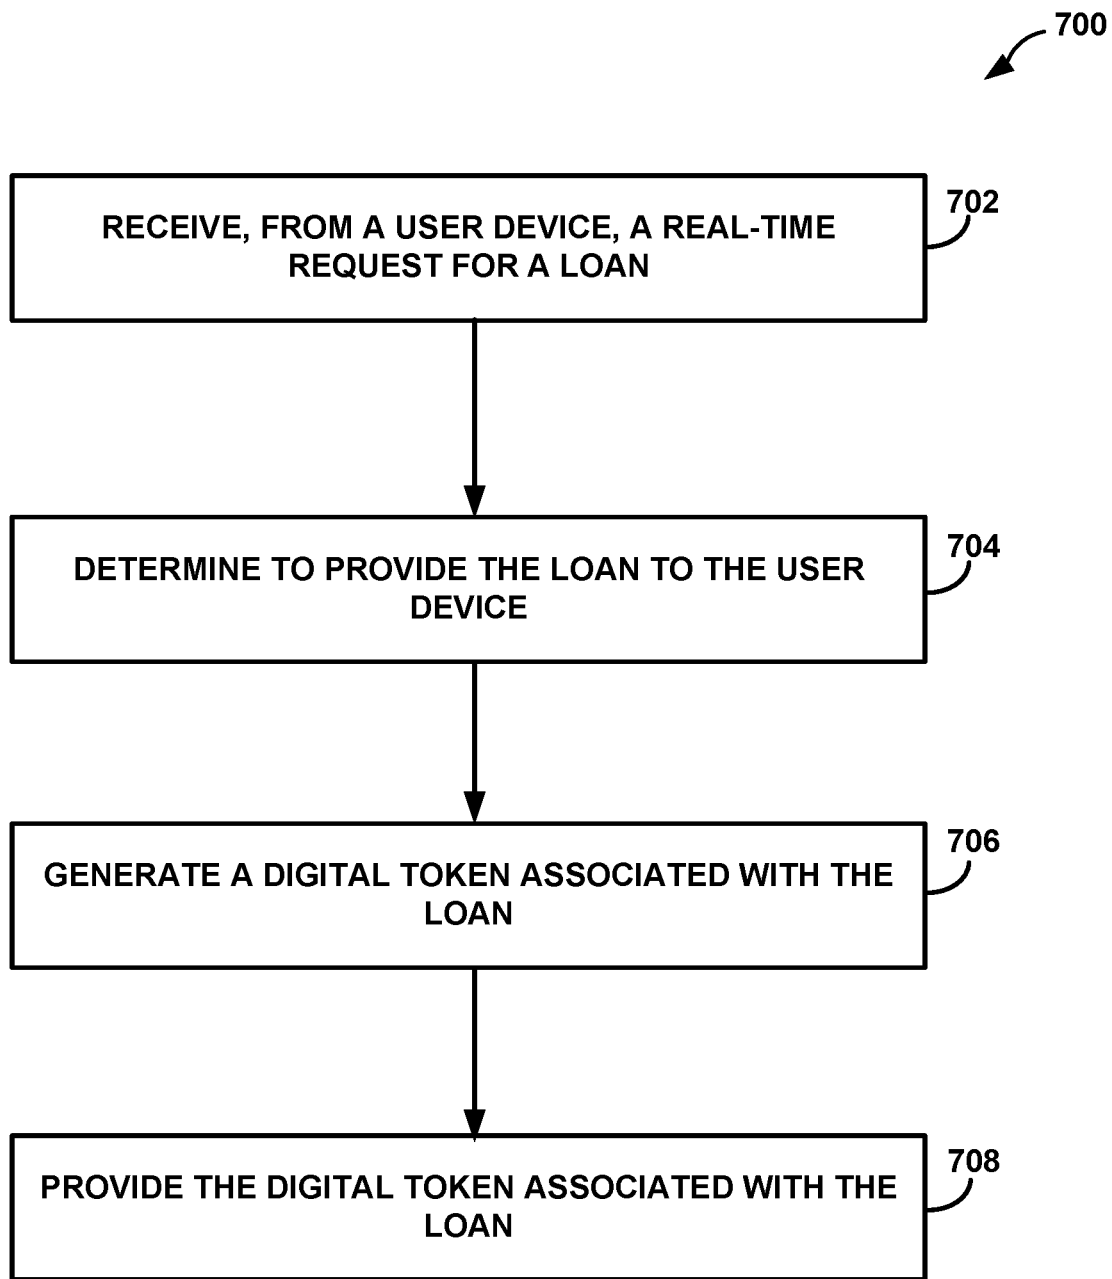 700
RECEIVE, FROM A USER DEVICE, A REAL-TIME
REQUEST FOR A LOAN
702
DETERMINE TO PROVIDE THE LOAN TO THE USER
DEVICE
704
GENERATE A DIGITAL TOKEN ASSOCIATED WITH THE
LOAN
706
PROVIDE THE DIGITAL TOKEN ASSOCIATED WITH THE
LOAN
708